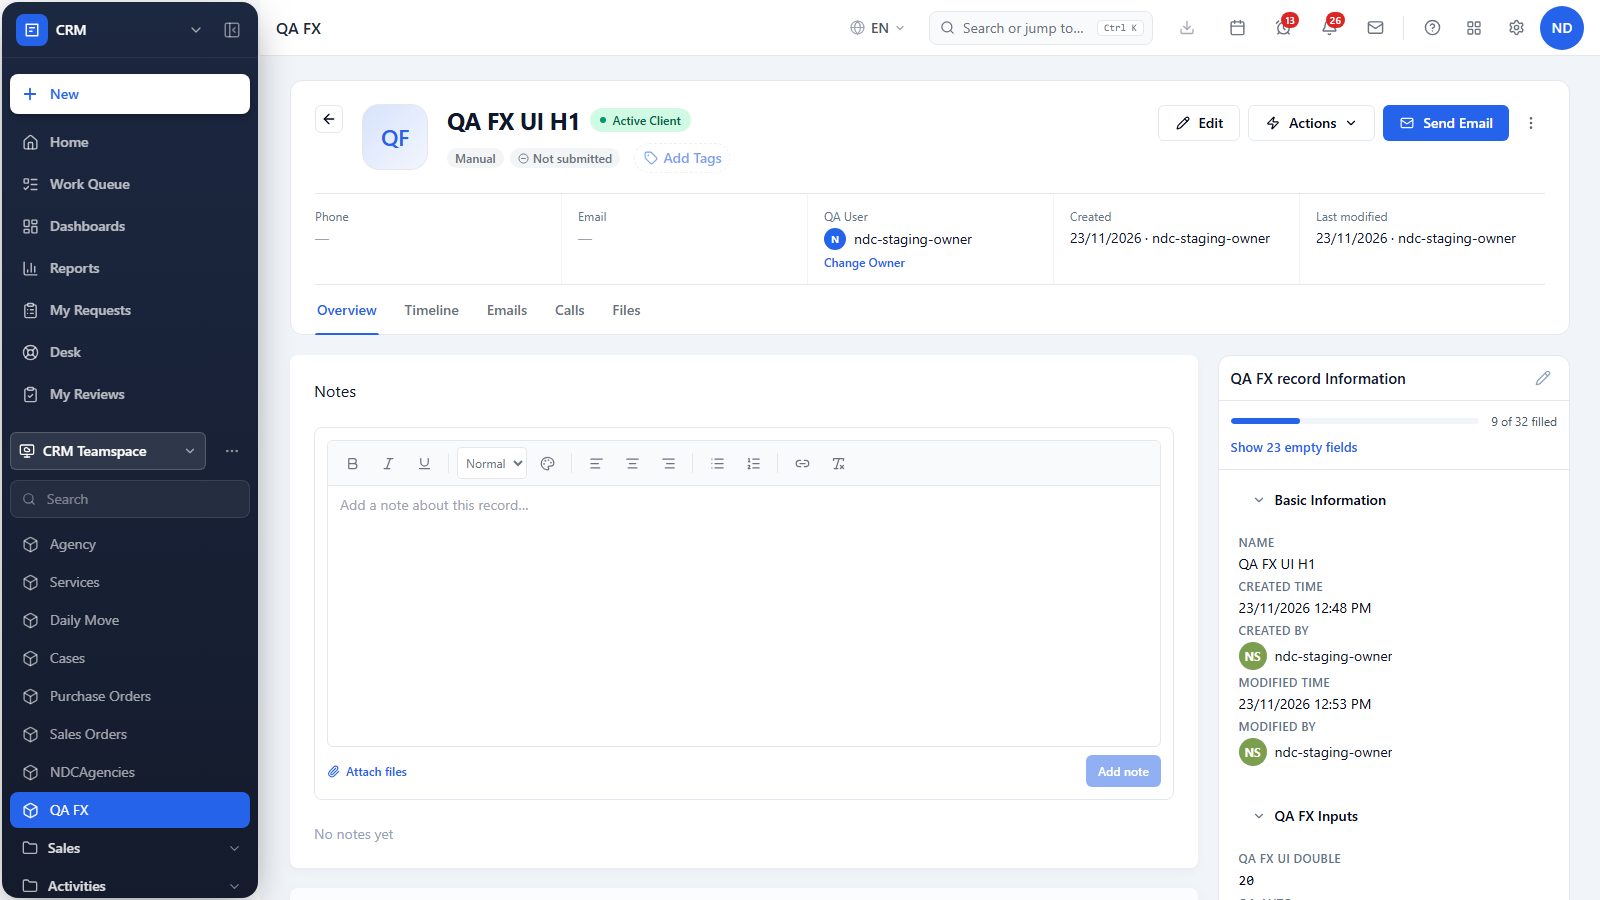 CRM
QA FX
EN
Search or jump to...
Ctrl K
13
26
ND
New
Home
Work Queue
Dashboards
Reports
My Requests
Desk
My Reviews
CRM Teamspace
Search
Agency
Services
Daily Move
Cases
Purchase Orders
Sales Orders
NDCAgencies
QA FX
Sales
Activities
QF
QA FX UI H1
Active Client
Manual
Not submitted
Add Tags
Edit
Actions
Send Email
Phone
—
Email
—
QA User
N ndc-staging-owner
Change Owner
Created
23/11/2026 · ndc-staging-owner
Last modified
23/11/2026 · ndc-staging-owner
Overview
Timeline
Emails
Calls
Files
Notes
B I U Normal
Add a note about this record...
Attach files
Add note
No notes yet
QA FX record Information
9 of 32 filled
Show 23 empty fields
Basic Information
NAME
QA FX UI H1
CREATED TIME
23/11/2026 12:48 PM
CREATED BY
NS ndc-staging-owner
MODIFIED TIME
23/11/2026 12:53 PM
MODIFIED BY
NS ndc-staging-owner
QA FX Inputs
QA FX UI DOUBLE
20